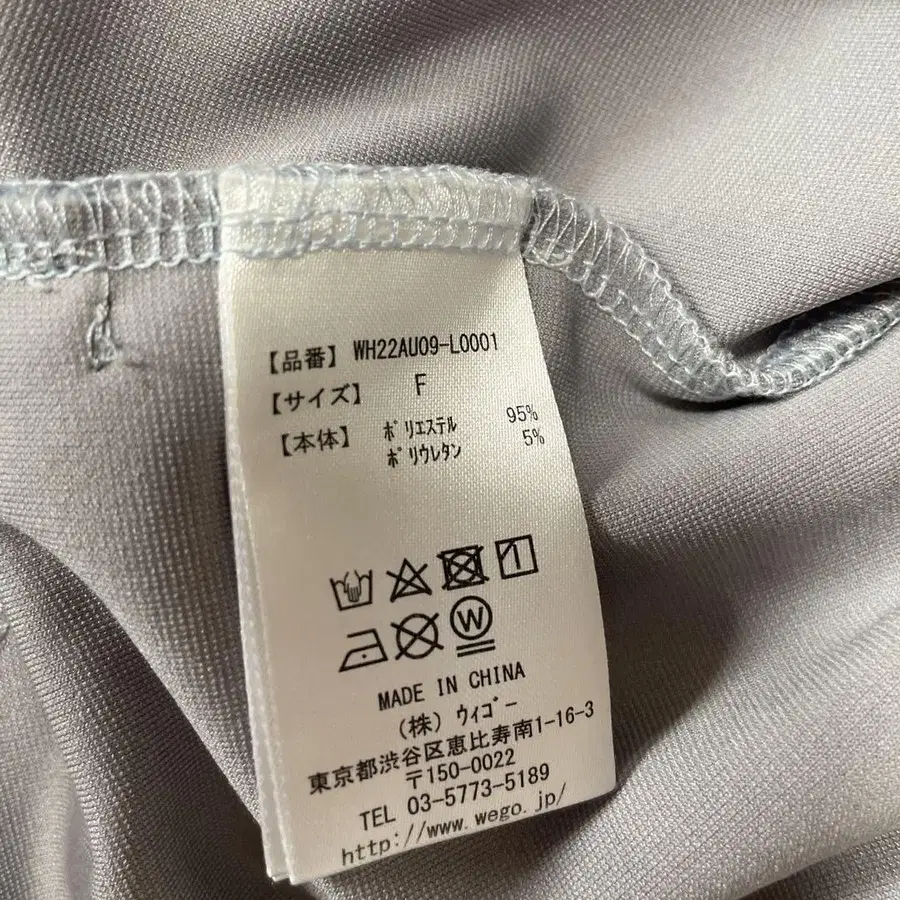 【品番】 WH22AU09-L0001
【サイズ】 F
【本体】 ﾎﾟﾘｴｽﾃﾙ 95%
ﾎﾟﾘｳﾚﾀﾝ 5%
W
MADE IN CHINA
（株）ｳｨｺﾞｰ
東京都渋谷区恵比寿南1-16-3
〒150-0022
TEL 03-5773-5189
http://www.wego.jp/